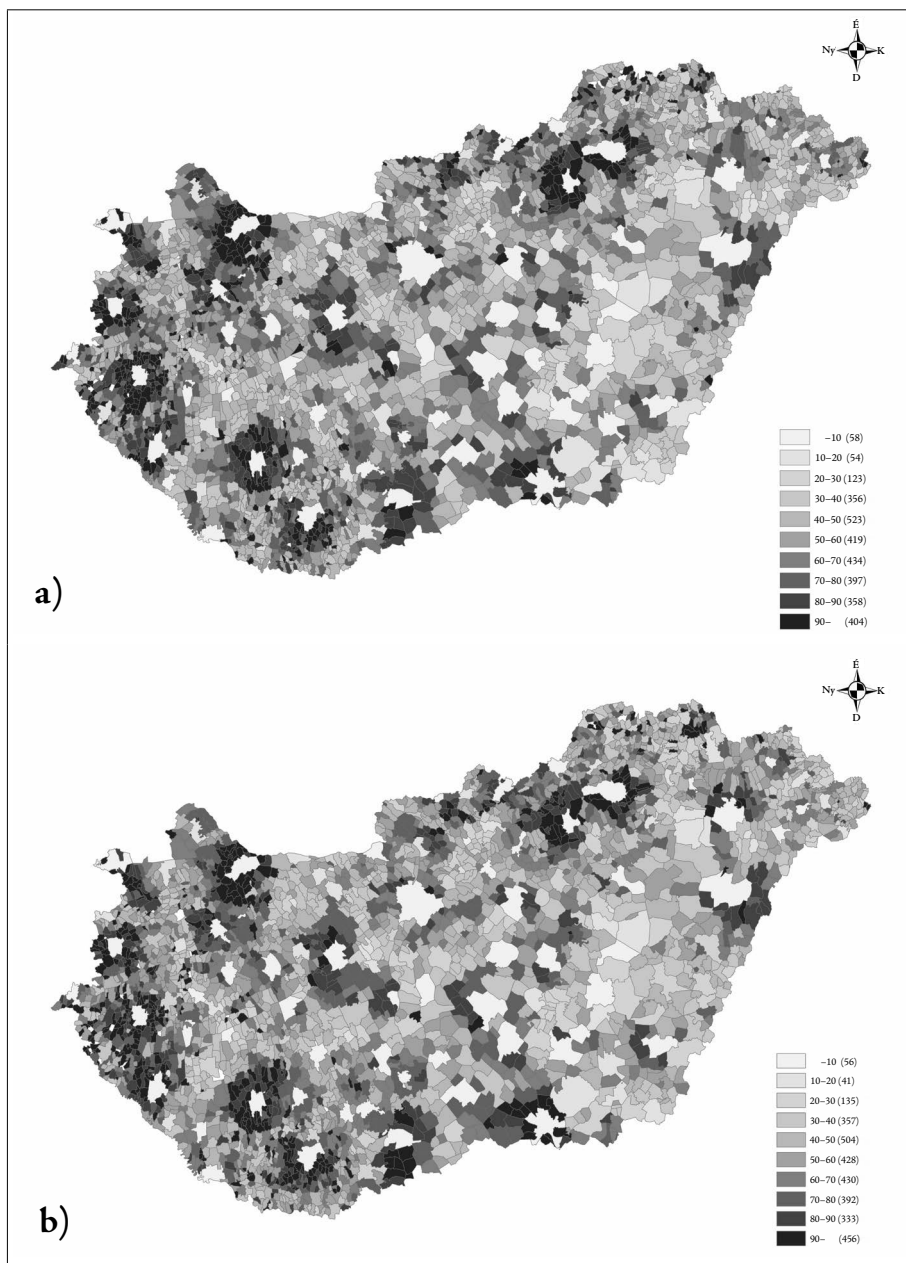 É
Ny K
D
–10 (58)
10–20 (54)
20–30 (123)
30–40 (356)
40–50 (523)
50–60 (419)
60–70 (434)
70–80 (397)
80–90 (358)
90– (404)
a)
É
Ny K
D
–10 (56)
10–20 (41)
20–30 (135)
30–40 (357)
40–50 (504)
50–60 (428)
60–70 (430)
70–80 (392)
80–90 (333)
90– (456)
b)